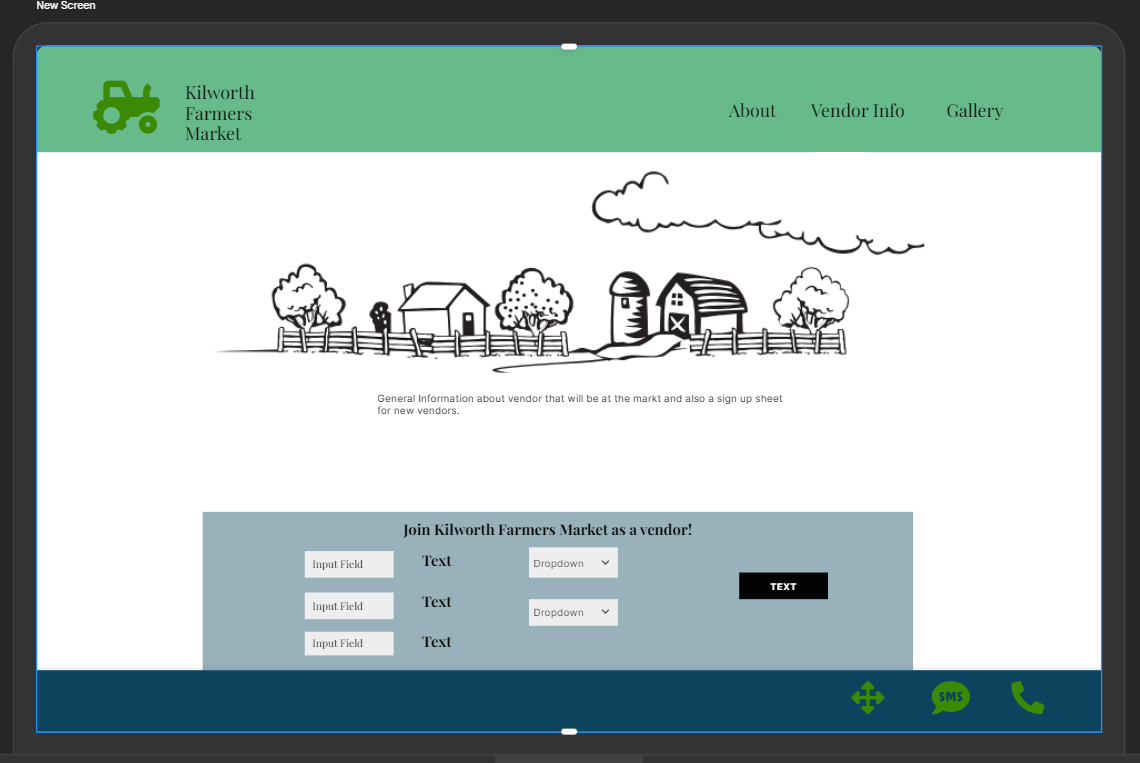 New Screen
Kilworth
Farmers
Market
About
Vendor Info
Gallery
General Information about vendor that will be at the markt and also a sign up sheet
for new vendors.
Join Kilworth Farmers Market as a vendor!
Input Field
Text
Dropdown
TEXT
Input Field
Text
Dropdown
Input Field
Text
SMS